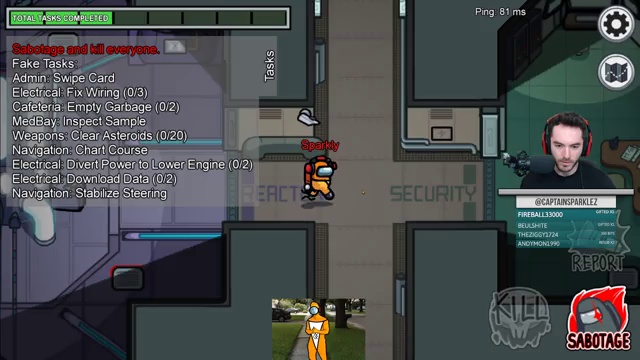 TOTAL TASKS COMPLETED
Ping: 81 ms
Sabotage and kill everyone.
Fake Tasks:
Admin: Swipe Card
Electrical: Fix Wiring (0/3)
Cafeteria: Empty Garbage (0/2)
MedBay: Inspect Sample
Weapons: Clear Asteroids (0/20)
Navigation: Chart Course
Electrical: Divert Power to Lower Engine (0/2)
Electrical: Download Data (0/2)
Navigation: Stabilize Steering
Tasks
Sparkly
REACT
SECURITY
@CAPTAINSPARKLEZ
FIREBALL33000
BEULSHITE
THEZIGGY1724
ANDYMON1990
REPORT
KILL
SABOTAGE